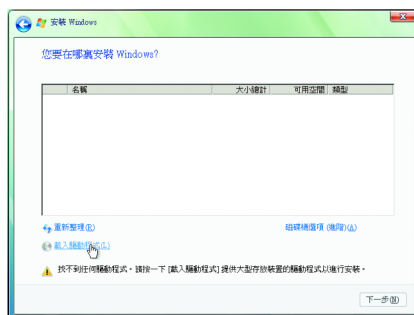 安裝 Windows
您要在哪裏安裝 Windows?
名稱 大小總計 可用空間 類型
重新整理(R) 磁碟機選項 (進階)(A)
載入驅動程式(L)
找不到任何驅動程式。請按一下 [載入驅動程式] 提供大型存放裝置的驅動程式以進行安裝。
下一步(N)